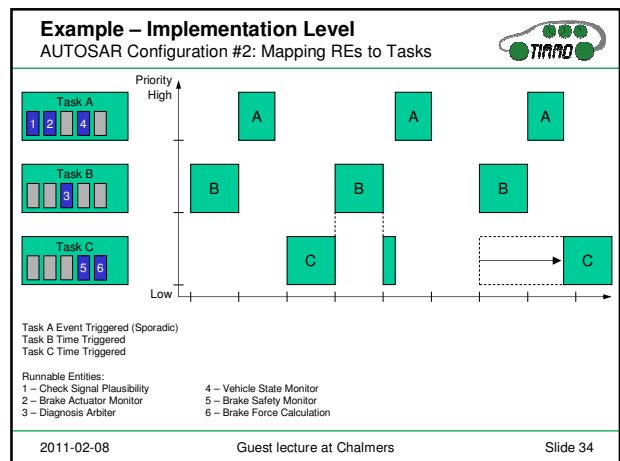 Example – Implementation Level
AUTOSAR Configuration #2: Mapping REs to Tasks
TIMMO
Priority
High
Task A
1 2 4
A A A
Task B
3
B B B
Task C
5 6
C C
Low
Task A Event Triggered (Sporadic)
Task B Time Triggered
Task C Time Triggered
Runnable Entities:
1 – Check Signal Plausibility
2 – Brake Actuator Monitor
3 – Diagnosis Arbiter
4 – Vehicle State Monitor
5 – Brake Safety Monitor
6 – Brake Force Calculation
2011-02-08 Guest lecture at Chalmers Slide 34